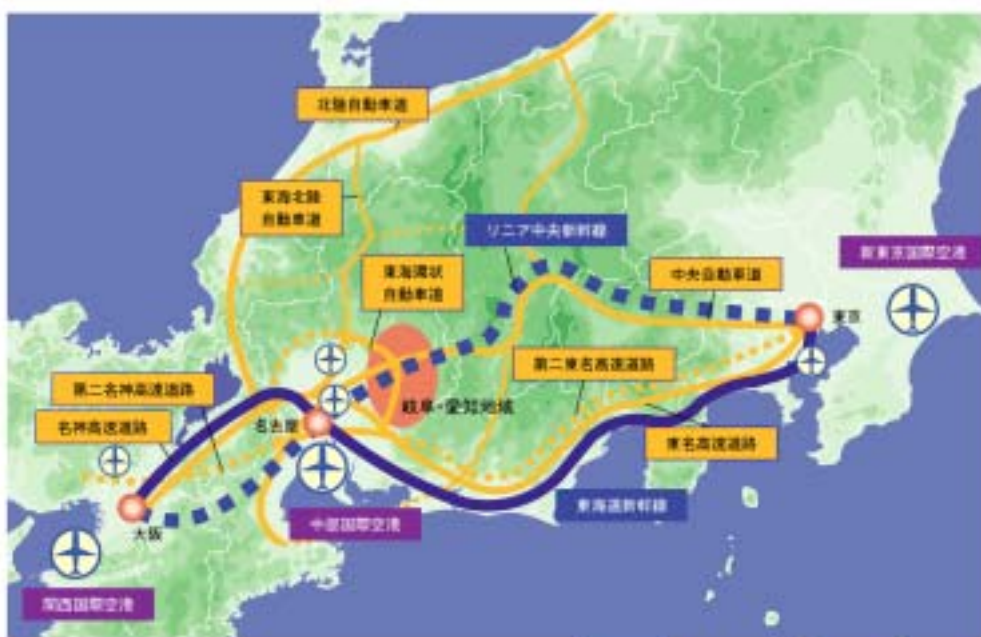 北陸自動車道
東海北陸
自動車道
リニア中央新幹線
新東京国際空港
東海環状
自動車道
中央自動車道
東京
第二東名高速道路
第二名神高速道路
岐阜・愛知地域
名神高速道路
名古屋
東名高速道路
東海道新幹線
中部国際空港
大阪
関西国際空港